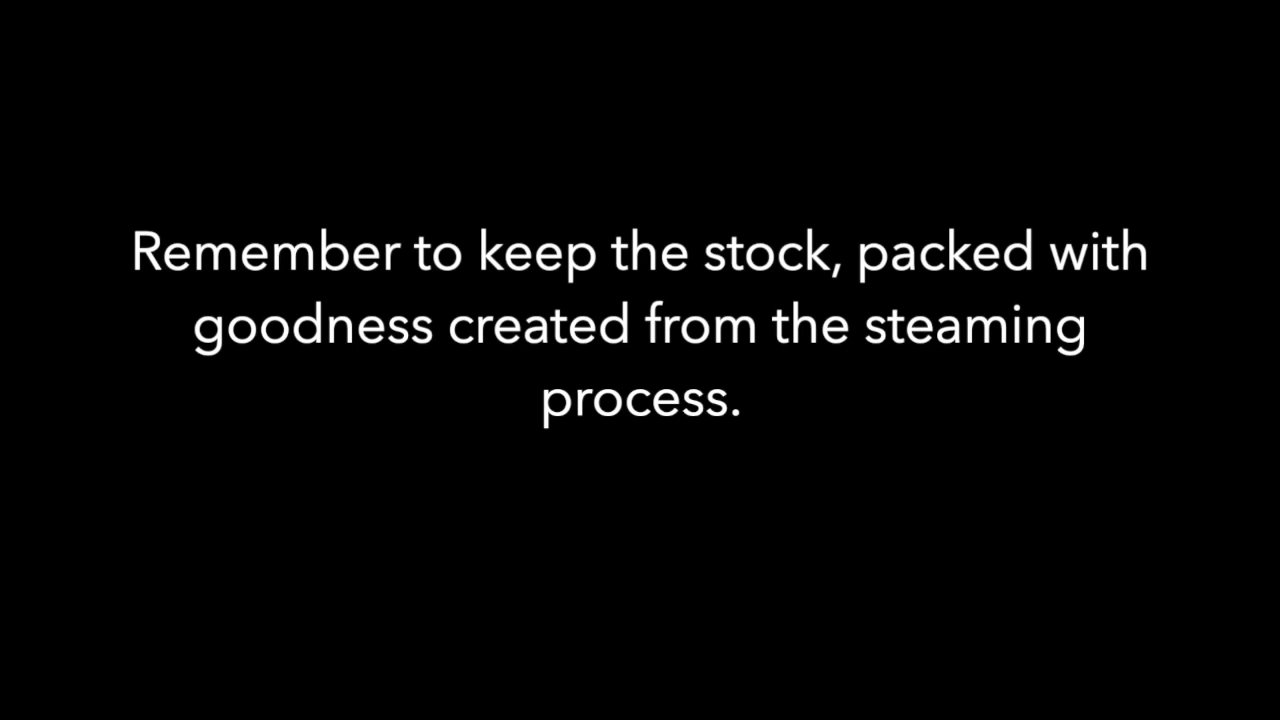 Remember to keep the stock, packed with
goodness created from the steaming
process.